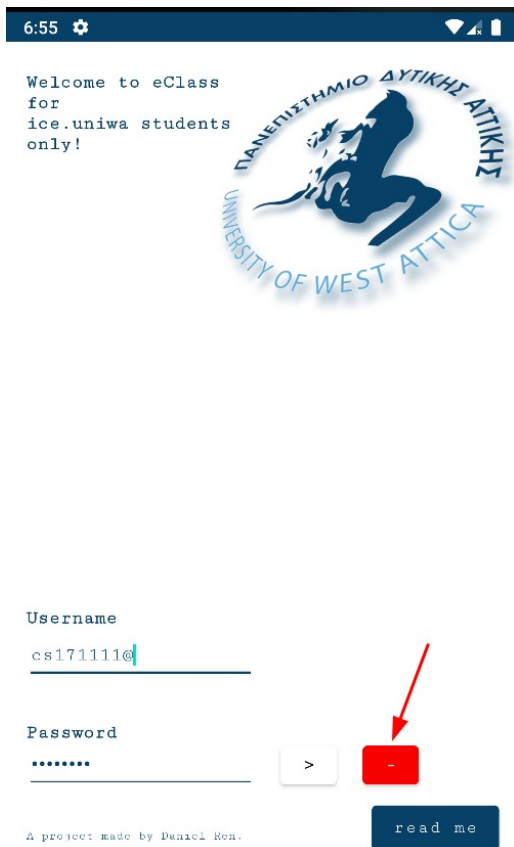 6:55
Welcome to eClass
for
ice.uniwa students
only!
ΠΑΝΕΠΙΣΤΗΜΙΟ ΔΥΤΙΚΗΣ ΑΤΤΙΚΗΣ
UNIVERSITY OF WEST ATTICA
Username
cs171111@
Password
••••••••
> -
read me
A project made by Daniel Ren.